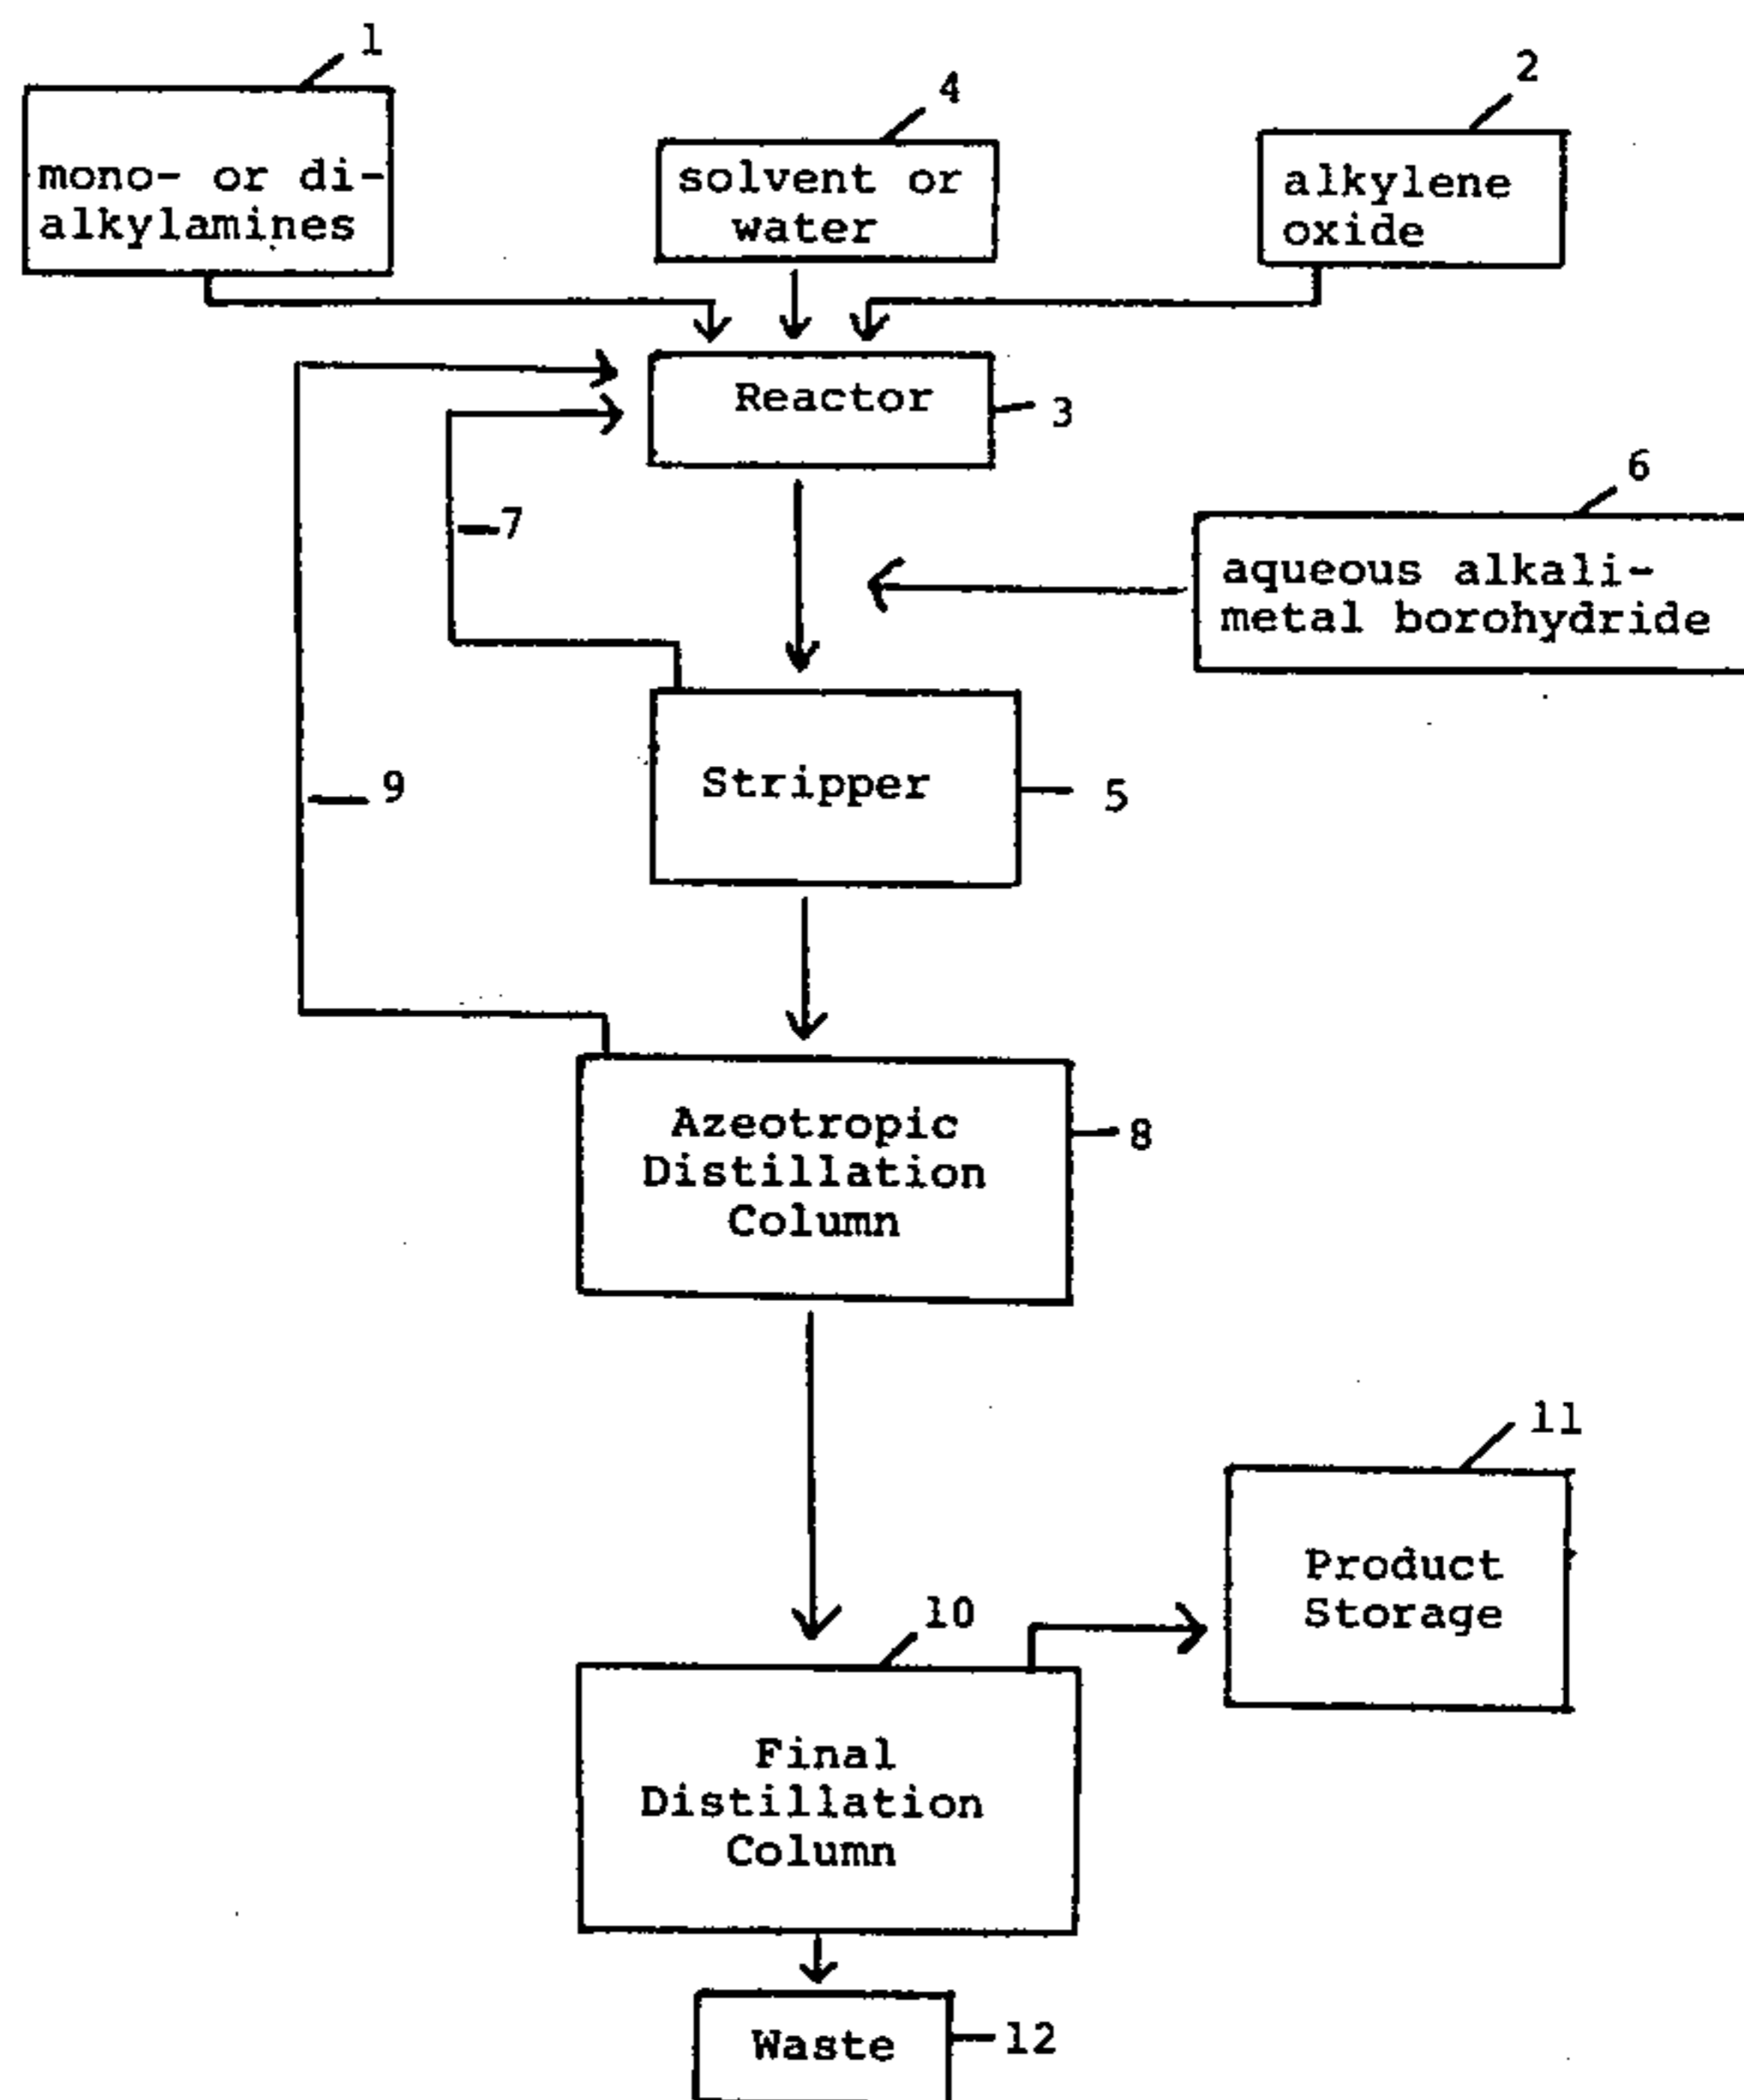 1
mono- or di-
alkylamines
4
solvent or
water
2
alkylene
oxide
Reactor
3
6
aqueous alkali-
metal borohydride
7
Stripper
5
9
Azeotropic
Distillation
Column
8
11
Product
Storage
10
Final
Distillation
Column
Waste
12